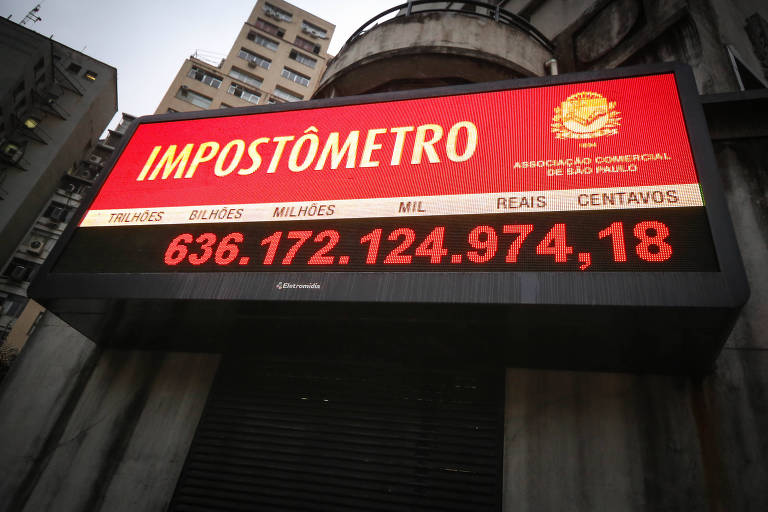 IMPOSTÔMETRO
ASSOCIAÇÃO COMERCIAL
DE SÃO PAULO
TRILHÕES BILHÕES MILHÕES MIL REAIS CENTAVOS
636.172.124.974,18
Eletromidia